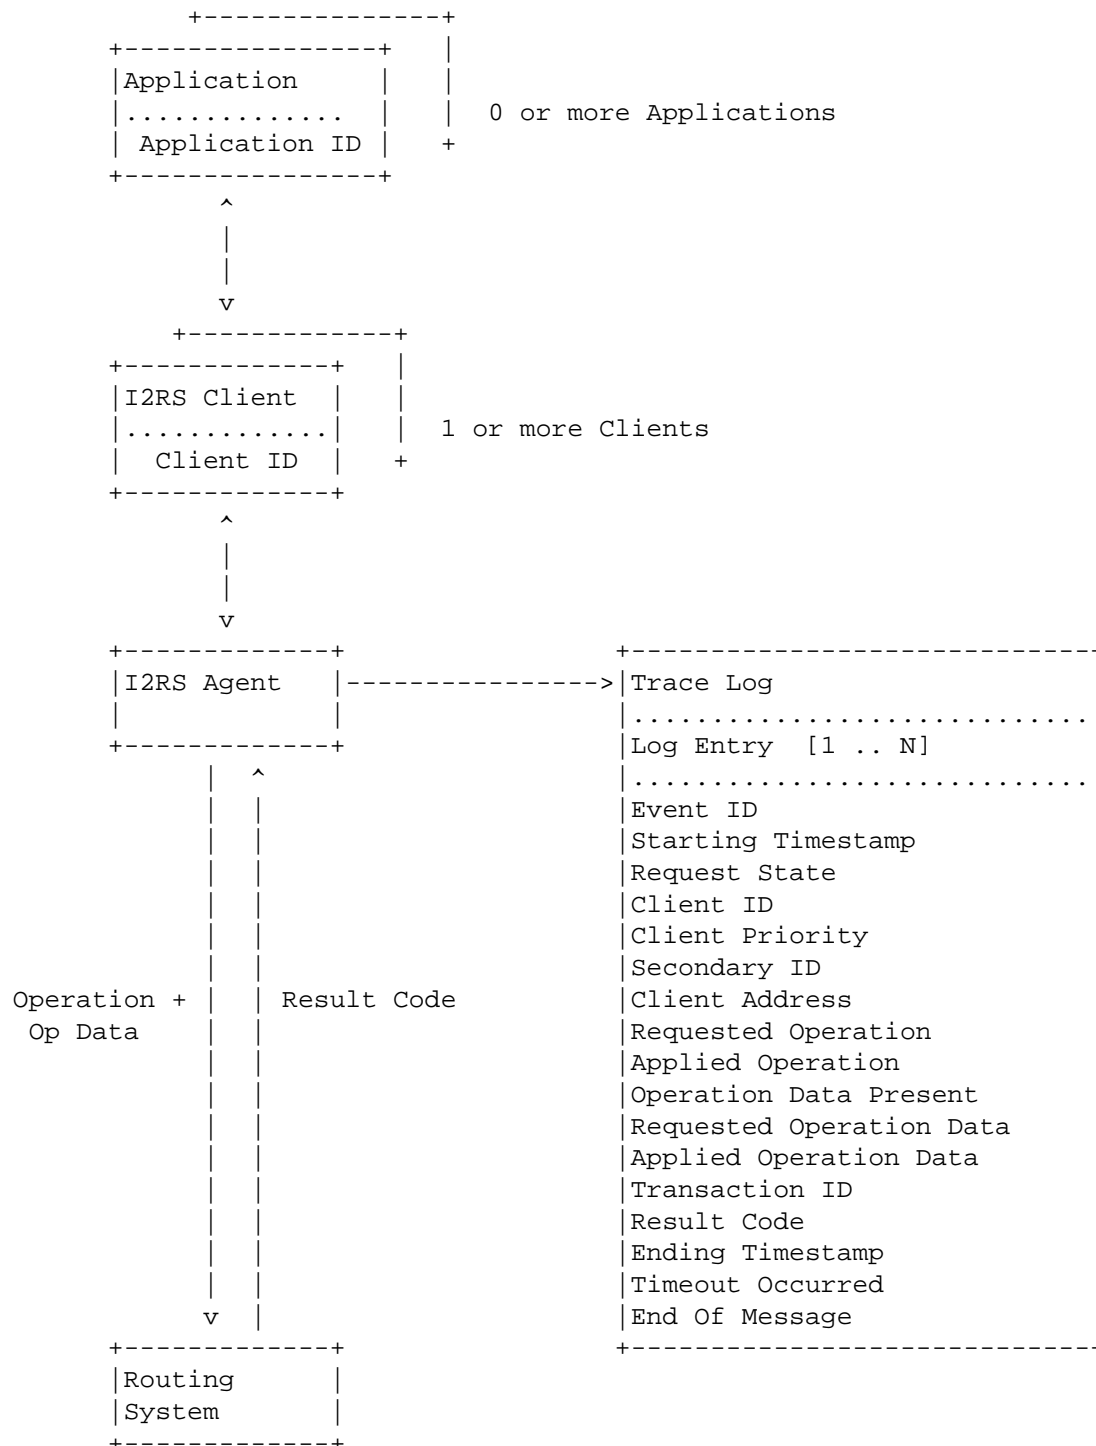 Application
..............
0 or more Applications
Application ID
I2RS Client
.............
1 or more Clients
Client ID
I2RS Agent
Trace Log
.............................
Log Entry [1 .. N]
.............................
Event ID
Starting Timestamp
Request State
Client ID
Client Priority
Secondary ID
Operation + Result Code Client Address
Op Data Requested Operation
Applied Operation
Operation Data Present
Requested Operation Data
Applied Operation Data
Transaction ID
Result Code
Ending Timestamp
Timeout Occurred
End Of Message
Routing
System